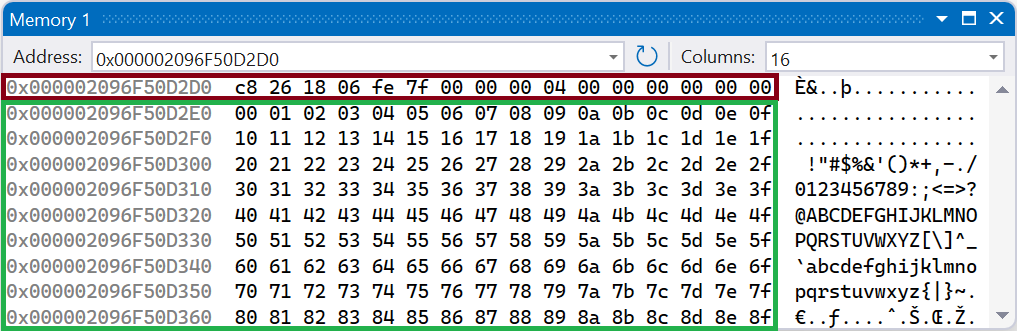 Memory 1
Address: 0x000002096F50D2D0 Columns: 16
0x000002096F50D2D0 c8 26 18 06 fe 7f 00 00 00 04 00 00 00 00 00 00 È&..þ...........
0x000002096F50D2E0 00 01 02 03 04 05 06 07 08 09 0a 0b 0c 0d 0e 0f ................
0x000002096F50D2F0 10 11 12 13 14 15 16 17 18 19 1a 1b 1c 1d 1e 1f ................
0x000002096F50D300 20 21 22 23 24 25 26 27 28 29 2a 2b 2c 2d 2e 2f !"#$%&'()*+,-./
0x000002096F50D310 30 31 32 33 34 35 36 37 38 39 3a 3b 3c 3d 3e 3f 0123456789:;<=>?
0x000002096F50D320 40 41 42 43 44 45 46 47 48 49 4a 4b 4c 4d 4e 4f @ABCDEFGHIJKLMNO
0x000002096F50D330 50 51 52 53 54 55 56 57 58 59 5a 5b 5c 5d 5e 5f PQRSTUVWXYZ[\]^_
0x000002096F50D340 60 61 62 63 64 65 66 67 68 69 6a 6b 6c 6d 6e 6f `abcdefghijklmno
0x000002096F50D350 70 71 72 73 74 75 76 77 78 79 7a 7b 7c 7d 7e 7f pqrstuvwxyz{|}~.
0x000002096F50D360 80 81 82 83 84 85 86 87 88 89 8a 8b 8c 8d 8e 8f €..ƒ....ˆ.Š.Œ.Ž.